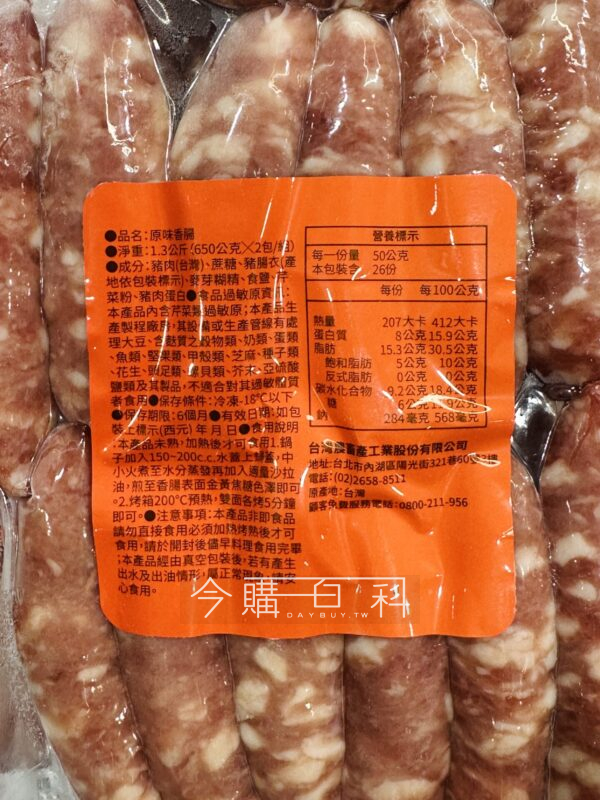 ●品名：原味香腸
●淨重：1.3公斤（650公克×2包/組）
●成分：豬肉(台灣)、蔗糖、豬腸衣(產
地依包裝標示)、麥芽糊精、食鹽、芹
菜粉、豬肉蛋白●食品過敏原資訊：
本產品內含芹菜類過敏原；本產品生
產製程廠房,其設備或生產管線有處
理大豆、含麩質之穀物類、奶類、蛋類
、魚類、堅果類、甲殼類、芝麻、種子類
、花生、頭足類、螺貝類、芥末、亞硫酸
鹽類及其製品,不適合對其過敏體質
者食用●保存條件：冷凍-18℃以下
●保存期限：6個月●有效日期：如包
裝上標示(西元)年月日●食用說明
:本產品未熟，加熱後才可食用1.鍋
子加入150~200c.c.水蓋上鍋蓋，中
小火煮至水分蒸發再加入適量沙拉
油，煎至香腸表面金黃焦糖色澤即可
。2.烤箱200℃預熱，雙面各烤5分鐘
即可。●注意事項：本產品非即食品
請勿直接食用必須加熱烤熟後才可
食用，請於開封後儘早料理食用完畢
；本產品經由真空包裝後，若有產生
出水及出油情形，屬正常現象，請安
心食用。
營養標示
每一份量 50公克
本包裝含 26份
每份 每100公克
熱量 207大卡 412大卡
蛋白質 8公克 15.9公克
脂肪 15.3公克 30.5公克
飽和脂肪 5公克 10公克
反式脂肪 0公克 0公克
碳水化合物 9.2公克 18.4公克
糖 6公克 11.9公克
鈉 284毫克 568毫克
台灣農畜產工業股份有限公司
地址：台北市內湖區陽光街321巷60號2樓
電話：(02)2658-8511
原產地：台灣
顧客免費服務電話：0800-211-956
今購百科
DAYBUY.TW